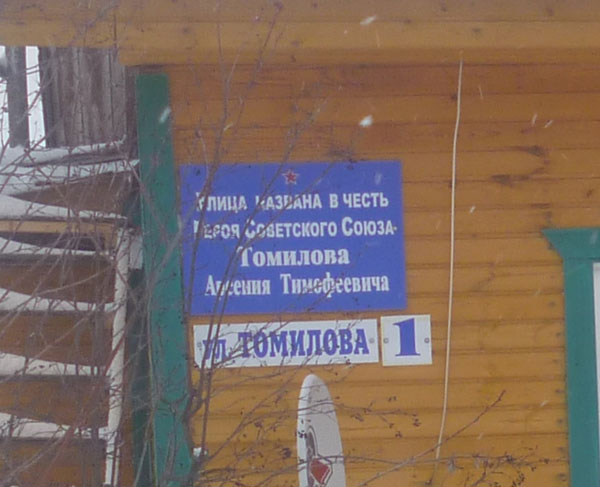 УЛИЦА НАЗВАНА В ЧЕСТЬ
ГЕРОЯ СОВЕТСКОГО СОЮЗА-
ТОМИЛОВА
АРСЕНИЯ ТИМОФЕЕВИЧА
УЛ. ТОМИЛОВА 1